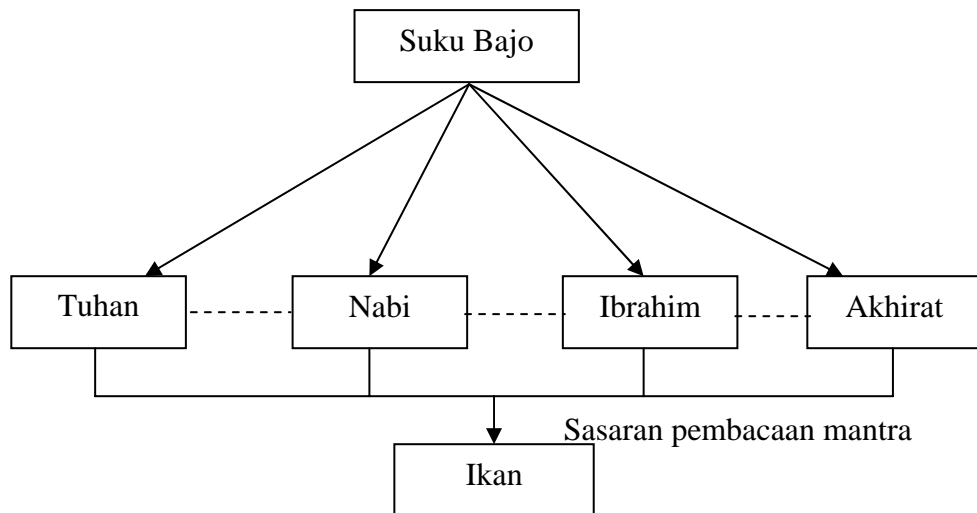 Suku Bajo
Tuhan
Nabi
Ibrahim
Akhirat
Sasaran pembacaan mantra
Ikan